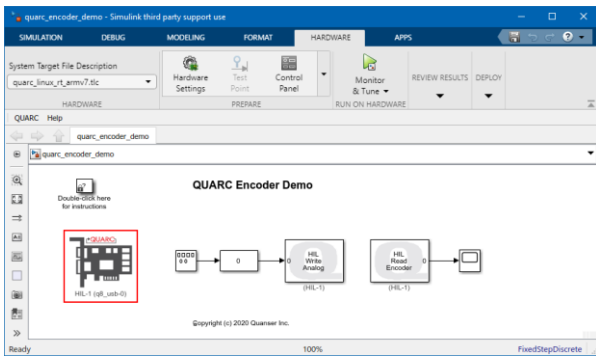 quarc_encoder_demo - Simulink third party support use
SIMULATION DEBUG MODELING FORMAT HARDWARE APPS
System Target File Description
quarc_linux_rt_armv7.tlc
Hardware
Settings
Test
Point
Control
Panel
Monitor
& Tune
REVIEW RESULTS
DEPLOY
HARDWARE PREPARE RUN ON HARDWARE
QUARC Help
quarc_encoder_demo
quarc_encoder_demo
QUARC Encoder Demo
Double-click here
for instructions
QUARC
HIL-1 (q8_usb-0)
0
0
HIL
Write
Analog
(HIL-1)
HIL
Read
Encoder
0
(HIL-1)
Copyright (c) 2020 Quanser Inc.
Ready 100% FixedStepDiscrete